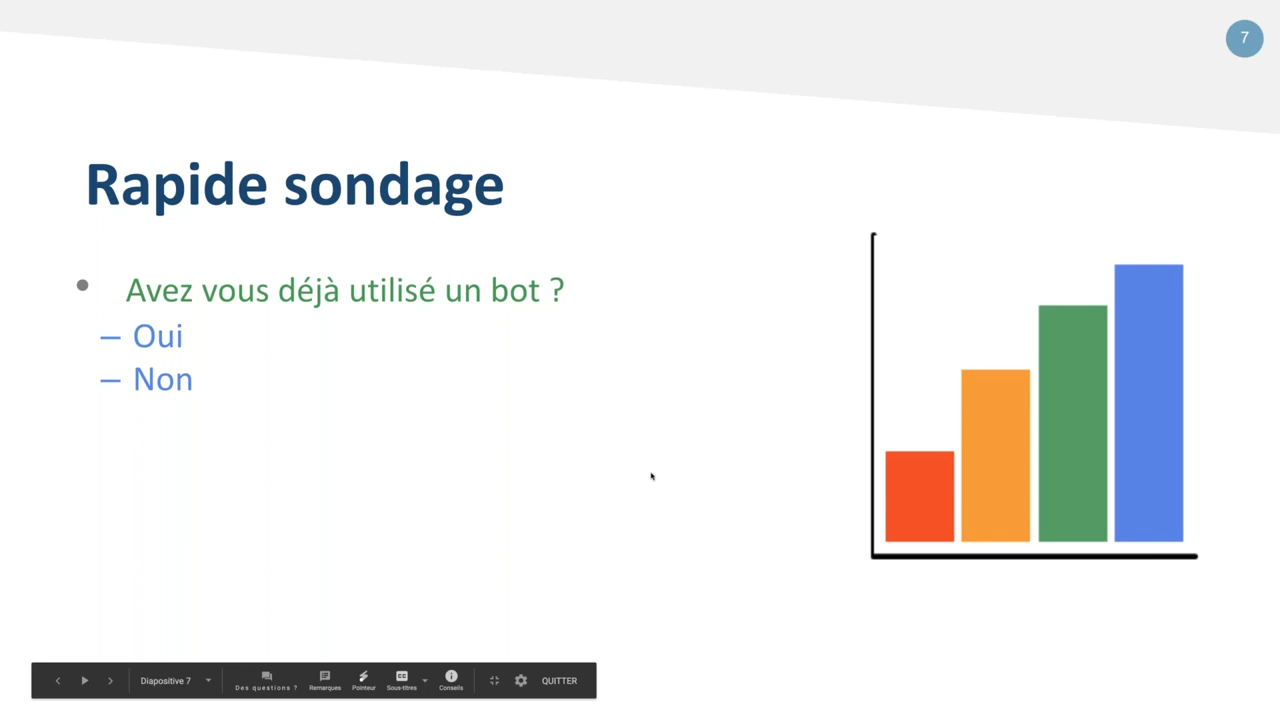 7
Rapide sondage
• Avez vous déjà utilisé un bot ?
– Oui
– Non
Diapositive 7
Des questions ?
Remarques
Pointeur
CC
Sous-titres
Conseils
QUITTER